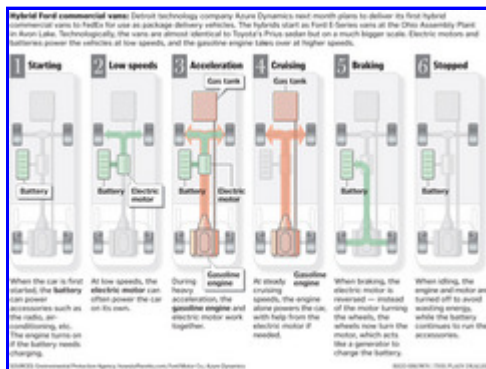 Hybrid Ford commercial vans: Detroit technology company Azure Dynamics next month plans to deliver its first hybrid
commercial vans to FedEx for use as package delivery vehicles. The hybrids start as Ford E-Series vans at the Ohio Assembly Plant
in Avon Lake. Technologically, the vans are almost identical to Toyota's Prius sedan but on a much bigger scale. Electric motors and
batteries power the vehicles at low speeds, and the gasoline engine takes over at higher speeds.
1 Starting
Battery
When the car is first
started, the battery
can power
accessories such as
the radio, air-
conditioning, etc.
The engine turns on
if the battery needs
charging.
2 Low speeds
Battery
Electric
motor
At low speeds, the
electric motor can
often power the car
on its own.
3 Acceleration
Gas tank
Battery
Electric
motor
Gasoline
engine
During
heavy
acceleration, the
gasoline engine and
electric motor work
together.
4 Cruising
Gas tank
Gasoline
engine
At steady
cruising
speeds, the engine
alone powers the car,
with help from the
electric motor if
needed.
5 Braking
Battery
When braking, the
electric motor is
reversed — instead
of the motor turning
the wheels, the
wheels now turn the
motor, which acts
like a generator to
charge the battery.
6 Stopped
Battery
When idling, the
engine and motor are
turned off to avoid
wasting energy,
while the battery
continues to run the
accessories.